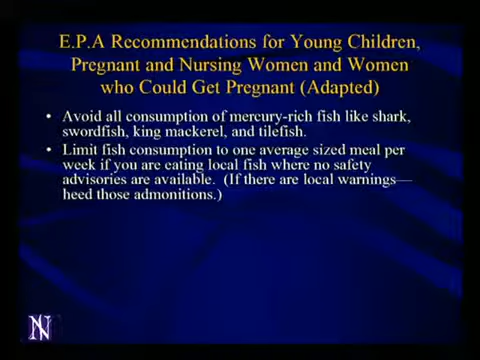 E.P.A Recommendations for Young Children,
Pregnant and Nursing Women and Women
who Could Get Pregnant (Adapted)
• Avoid all consumption of mercury-rich fish like shark,
swordfish, king mackerel, and tilefish.
• Limit fish consumption to one average sized meal per
week if you are eating local fish where no safety
advisories are available. (If there are local warnings—
heed those admonitions.)
N